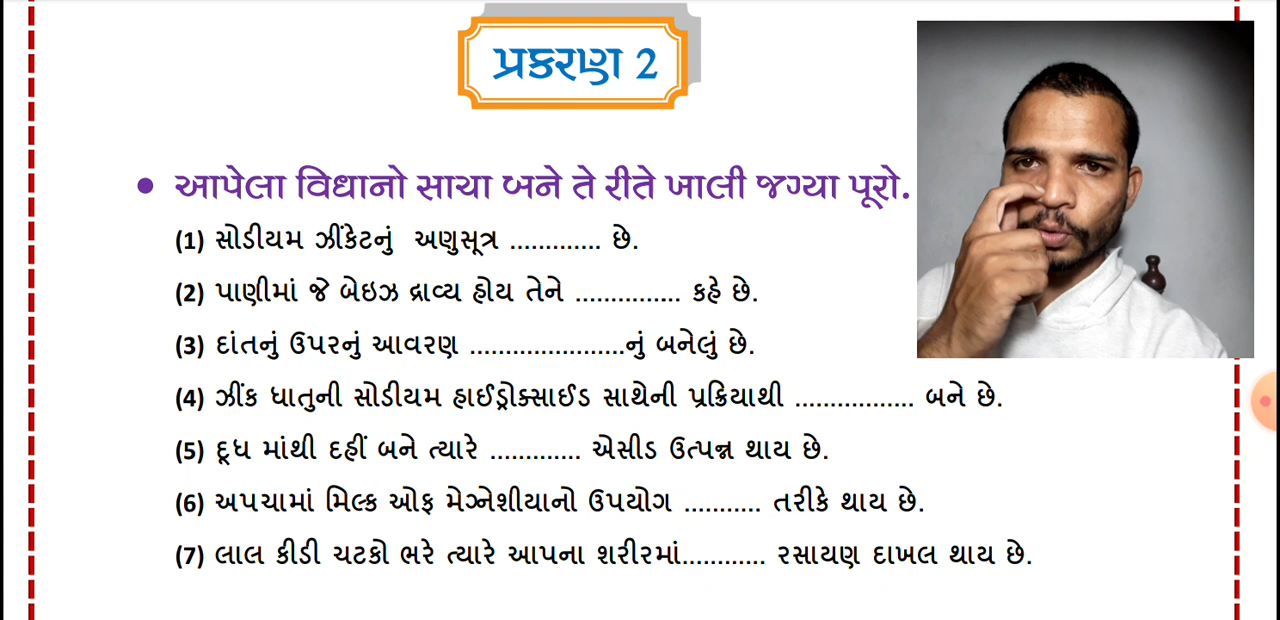 પ્રકરણ 2
• આપેલા વિધાનો સાચા બને તે રીતે ખાલી જગ્યા પૂરો.
(1) સોડીયમ ઝીંકેટનું અણુસૂત્ર ............. છે.
(2) પાણીમાં જે બેઇઝ દ્રાવ્ય હોય તેને ............... કહે છે.
(3) દાંતનું ઉપરનું આવરણ ......................નું બનેલું છે.
(4) ઝીંક ધાતુની સોડીયમ હાઈડ્રોક્સાઈડ સાથેની પ્રક્રિયાથી ................. બને છે.
(5) દૂધ માંથી દહીં બને ત્યારે ............. એસીડ ઉત્પન્ન થાય છે.
(6) અપચામાં મિલ્ક ઓફ મેગ્નેશીયાનો ઉપયોગ ........... તરીકે થાય છે.
(7) લાલ કીડી ચટકો ભરે ત્યારે આપના શરીરમાં............ રસાયણ દાખલ થાય છે.